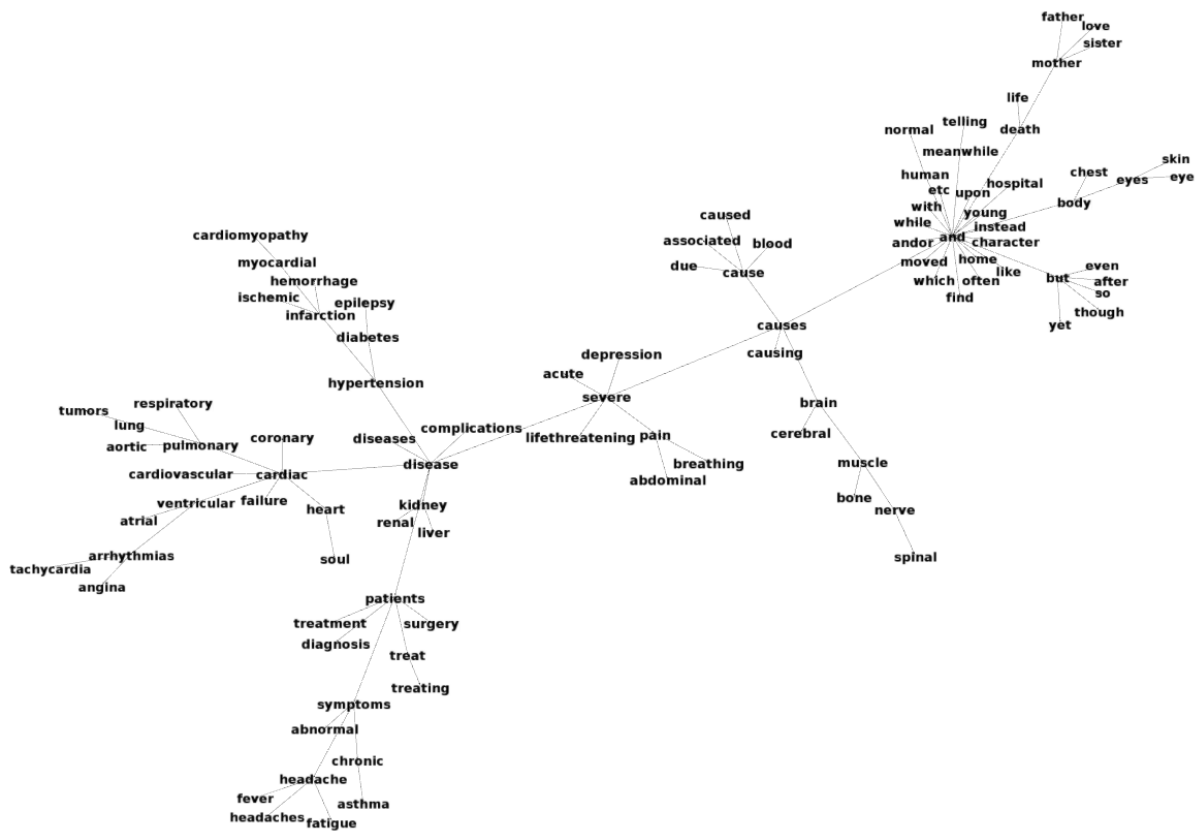 father
love
sister
mother
life
telling
normal
death
meanwhile
skin
chest
eyes
eye
human
hospital
etc
upon
body
with
young
caused
while
instead
cardiomyopathy
associated
blood
andor
and
character
myocardial
due
cause
moved
home
even
hemorrhage
which
often
like
but
after
ischemic
epilepsy
find
so
infarction
though
causes
yet
diabetes
depression
causing
acute
hypertension
severe
respiratory
brain
tumors
lung
complications
cerebral
aortic
pulmonary
coronary
diseases
lifethreatening
pain
cardiovascular
cardiac
disease
breathing
muscle
abdominal
ventricular
failure
heart
kidney
bone
nerve
atrial
renal
liver
arrhythmias
soul
spinal
tachycardia
angina
patients
treatment
surgery
diagnosis
treat
treating
symptoms
abnormal
chronic
headache
fever
asthma
headaches
fatigue